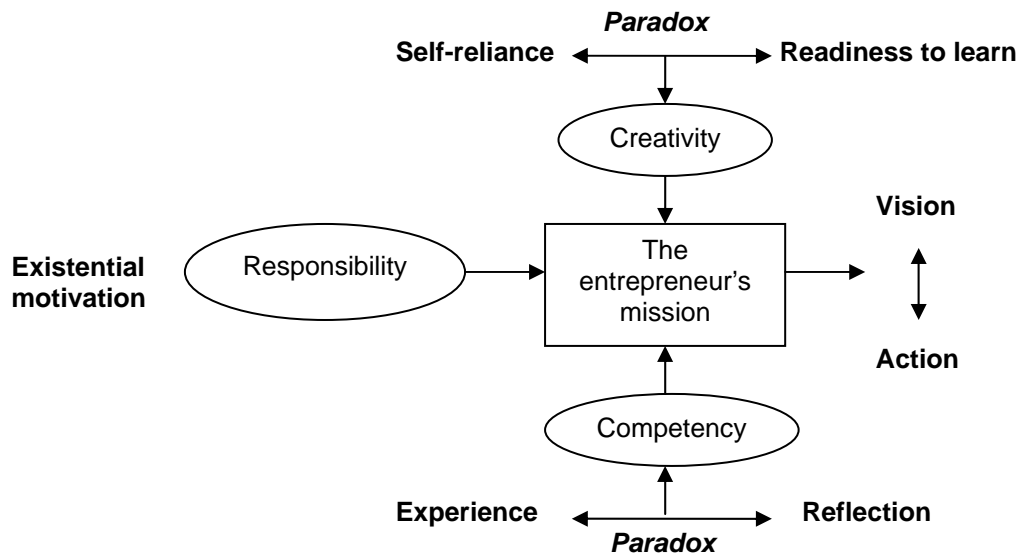 Paradox
Self-reliance
Readiness to learn
Creativity
Vision
Existential
motivation
Responsibility
The
entrepreneur’s
mission
Action
Competency
Experience
Reflection
Paradox